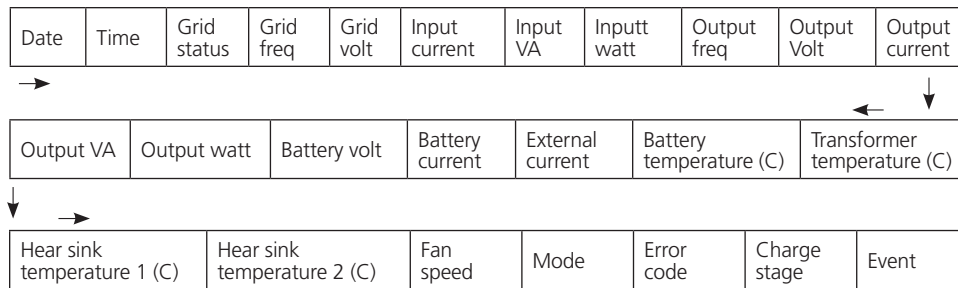 Date
Time
Grid
status
Grid
freq
Grid
volt
Input
current
Input
VA
Inputt
watt
Output
freq
Output
Volt
Output
current
Output VA
Output watt
Battery volt
Battery
current
External
current
Battery
temperature (C)
Transformer
temperature (C)
Hear sink
temperature 1 (C)
Hear sink
temperature 2 (C)
Fan
speed
Mode
Error
code
Charge
stage
Event